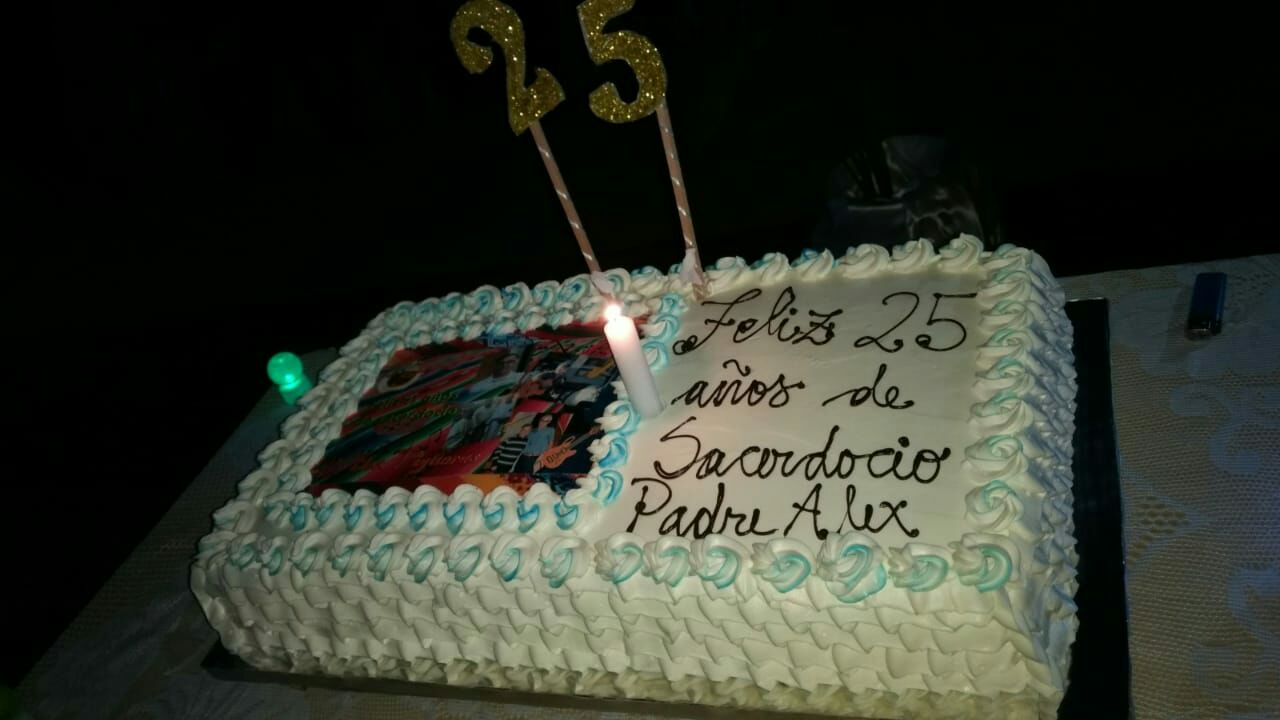 25
Feliz 25
años de
Sacerdocio
Padre Alex